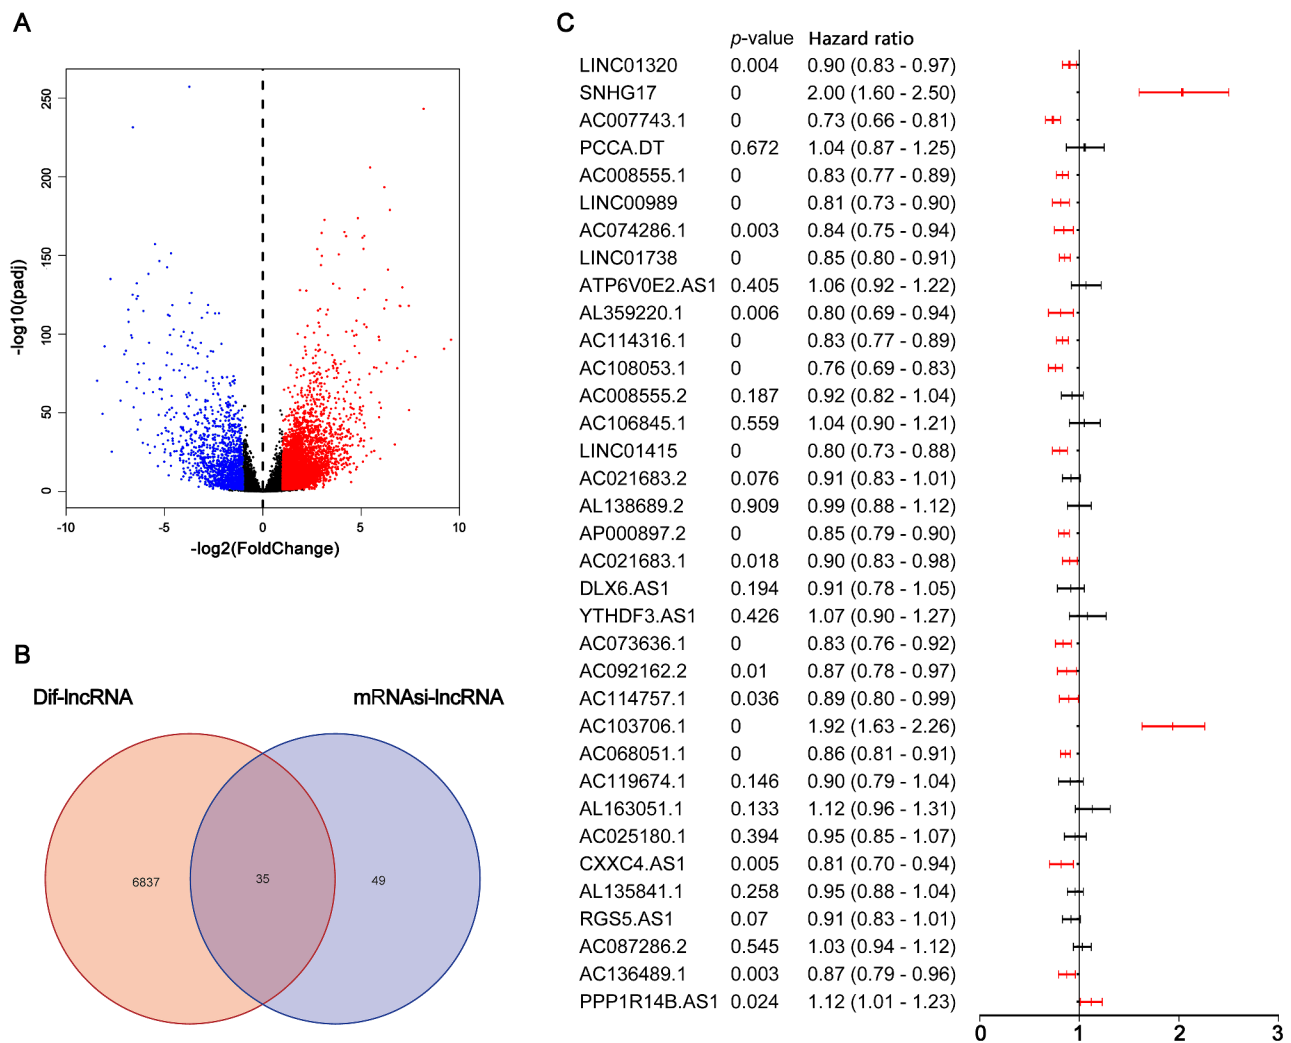 A
-log10(padj)
250
200
150
100
50
0
-10 -5 0 5 10
-log2(FoldChange)
B
Dif-lncRNA mRNAsi-lncRNA
6837 35 49
C
p-value Hazard ratio
LINC01320 0.004 0.90 (0.83 - 0.97)
SNHG17 0 2.00 (1.60 - 2.50)
AC007743.1 0 0.73 (0.66 - 0.81)
PCCA.DT 0.672 1.04 (0.87 - 1.25)
AC008555.1 0 0.83 (0.77 - 0.89)
LINC00989 0 0.81 (0.73 - 0.90)
AC074286.1 0.003 0.84 (0.75 - 0.94)
LINC01738 0 0.85 (0.80 - 0.91)
ATP6V0E2.AS1 0.405 1.06 (0.92 - 1.22)
AL359220.1 0.006 0.80 (0.69 - 0.94)
AC114316.1 0 0.83 (0.77 - 0.89)
AC108053.1 0 0.76 (0.69 - 0.83)
AC008555.2 0.187 0.92 (0.82 - 1.04)
AC106845.1 0.559 1.04 (0.90 - 1.21)
LINC01415 0 0.80 (0.73 - 0.88)
AC021683.2 0.076 0.91 (0.83 - 1.01)
AL138689.2 0.909 0.99 (0.88 - 1.12)
AP000897.2 0 0.85 (0.79 - 0.90)
AC021683.1 0.018 0.90 (0.83 - 0.98)
DLX6.AS1 0.194 0.91 (0.78 - 1.05)
YTHDF3.AS1 0.426 1.07 (0.90 - 1.27)
AC073636.1 0 0.83 (0.76 - 0.92)
AC092162.2 0.01 0.87 (0.78 - 0.97)
AC114757.1 0.036 0.89 (0.80 - 0.99)
AC103706.1 0 1.92 (1.63 - 2.26)
AC068051.1 0 0.86 (0.81 - 0.91)
AC119674.1 0.146 0.90 (0.79 - 1.04)
AL163051.1 0.133 1.12 (0.96 - 1.31)
AC025180.1 0.394 0.95 (0.85 - 1.07)
CXXC4.AS1 0.005 0.81 (0.70 - 0.94)
AL135841.1 0.258 0.95 (0.88 - 1.04)
RGS5.AS1 0.07 0.91 (0.83 - 1.01)
AC087286.2 0.545 1.03 (0.94 - 1.12)
AC136489.1 0.003 0.87 (0.79 - 0.96)
PPP1R14B.AS1 0.024 1.12 (1.01 - 1.23)
0 1 2 3